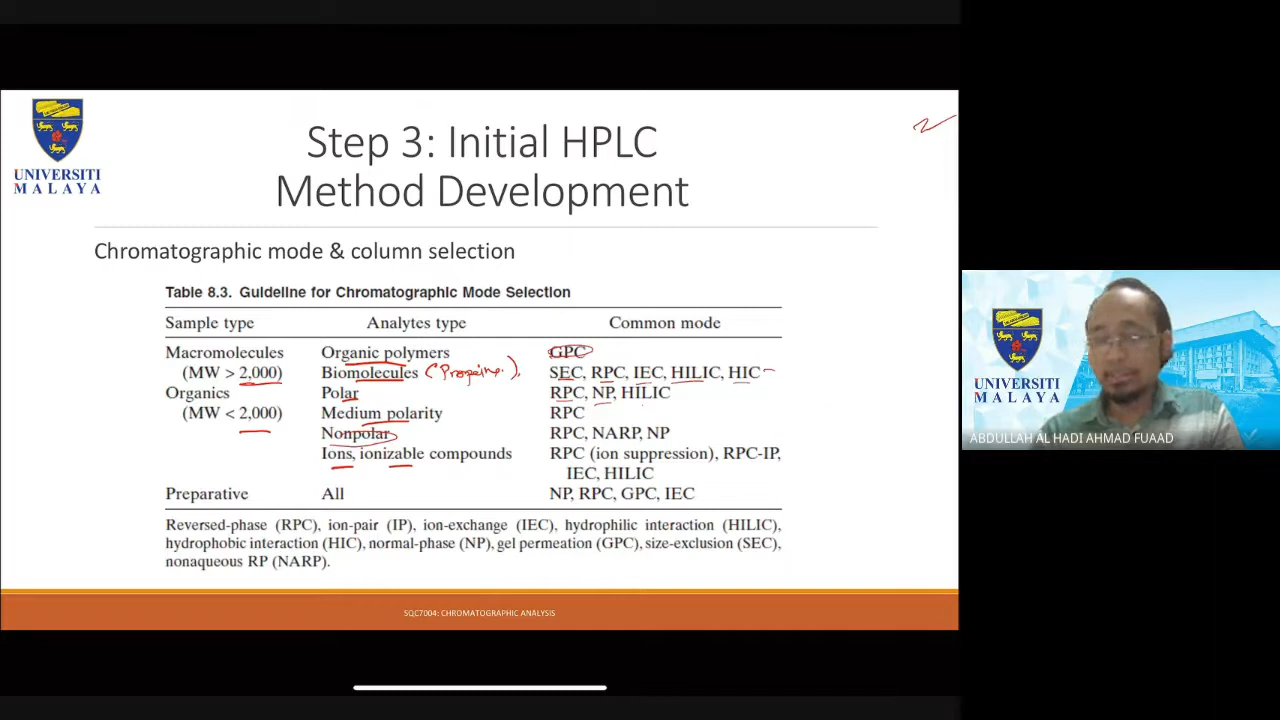 UNIVERSITI
MALAYA
Step 3: Initial HPLC
Method Development
Chromatographic mode & column selection
Table 8.3. Guideline for Chromatographic Mode Selection
Sample type Analytes type Common mode
Macromolecules Organic polymers GPC
(MW > 2,000) Biomolecules SEC, RPC, IEC, HILIC, HIC
Organics Polar RPC, NP, HILIC
(MW < 2,000) Medium polarity RPC
Nonpolar RPC, NARP, NP
Ions, ionizable compounds RPC (ion suppression), RPC-IP,
IEC, HILIC
Preparative All NP, RPC, GPC, IEC
Reversed-phase (RPC), ion-pair (IP), ion-exchange (IEC), hydrophilic interaction (HILIC),
hydrophobic interaction (HIC), normal-phase (NP), gel permeation (GPC), size-exclusion (SEC),
nonaqueous RP (NARP).
SQC7004: CHROMATOGRAPHIC ANALYSIS
UNIVERSITI
MALAYA
ABDULLAH AL HADI AHMAD FUAAD